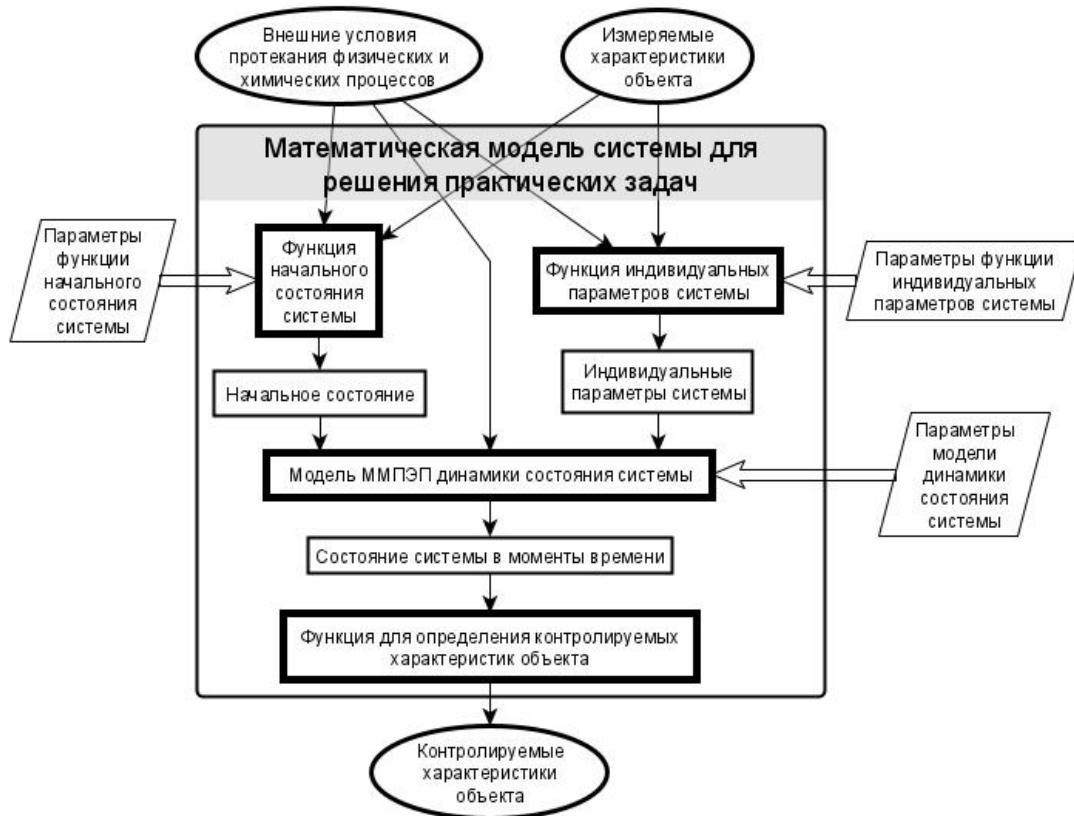 Внешние условия
протекания физических и
химических процессов
Измеряемые
характеристики
объекта
Математическая модель системы для
решения практических задач
Параметры
функции
начального
состояния
системы
Функция
начального
состояния
системы
Функция индивидуальных
параметров системы
Параметры функции
индивидуальных
параметров системы
Начальное состояние
Индивидуальные
параметры системы
Параметры
модели
динамики
состояния
системы
Модель ММПЭП динамики состояния системы
Состояние системы в моменты времени
Функция для определения контролируемых
характеристик объекта
Контролируемые
характеристики
объекта